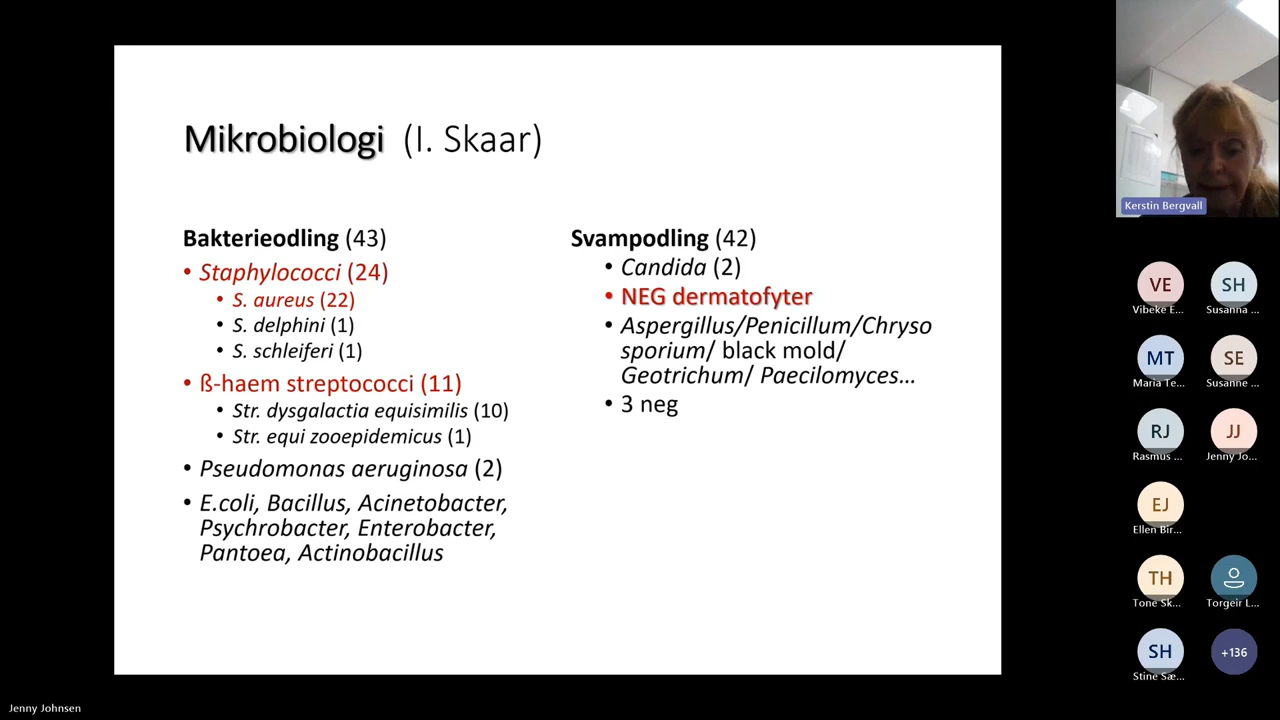 Mikrobiologi (I. Skaar)
Bakterieodling (43)
• Staphylococci (24)
• S. aureus (22)
• S. delphini (1)
• S. schleiferi (1)
• ß-haem streptococci (11)
• Str. dysgalactia equisimilis (10)
• Str. equi zooepidemicus (1)
• Pseudomonas aeruginosa (2)
• E.coli, Bacillus, Acinetobacter,
Psychrobacter, Enterobacter,
Pantoea, Actinobacillus
Svampodling (42)
• Candida (2)
• NEG dermatofyter
• Aspergillus/Penicillum/Chryso
sporium/ black mold/
Geotrichum/ Paecilomyces...
• 3 neg
Kerstin Bergvall
VE
Vibeke E...
SH
Susanna ...
MT
Maria Te...
SE
Susanne ...
RJ
Rasmus ...
JJ
Jenny Jo...
EJ
Ellen Bir...
TH
Tone Sk...
Torgeir L...
SH
Stine Sæ...
+136
Jenny Johnsen